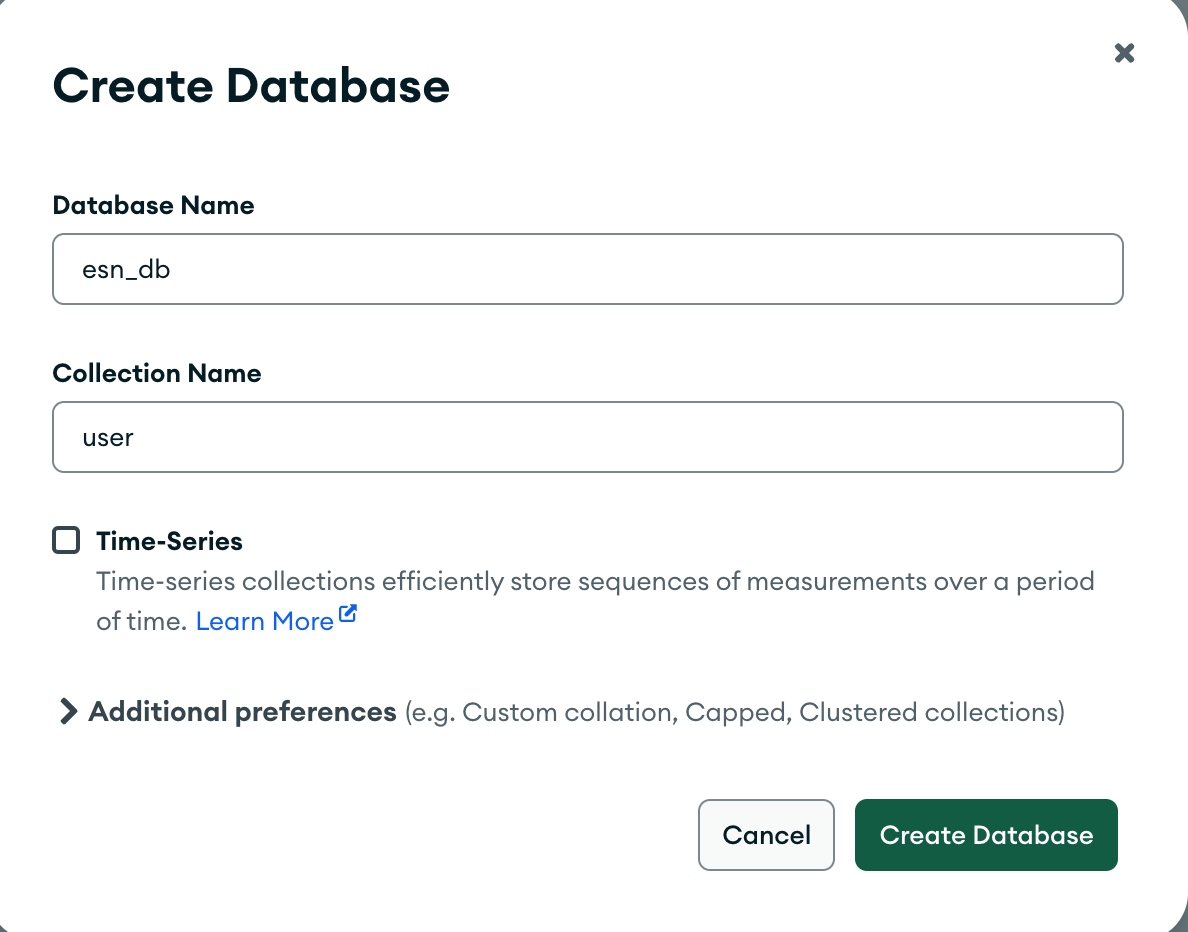 Create Database
Database Name
esn_db
Collection Name
user
Time-Series
Time-series collections efficiently store sequences of measurements over a period
of time. Learn More
Additional preferences (e.g. Custom collation, Capped, Clustered collections)
Cancel
Create Database